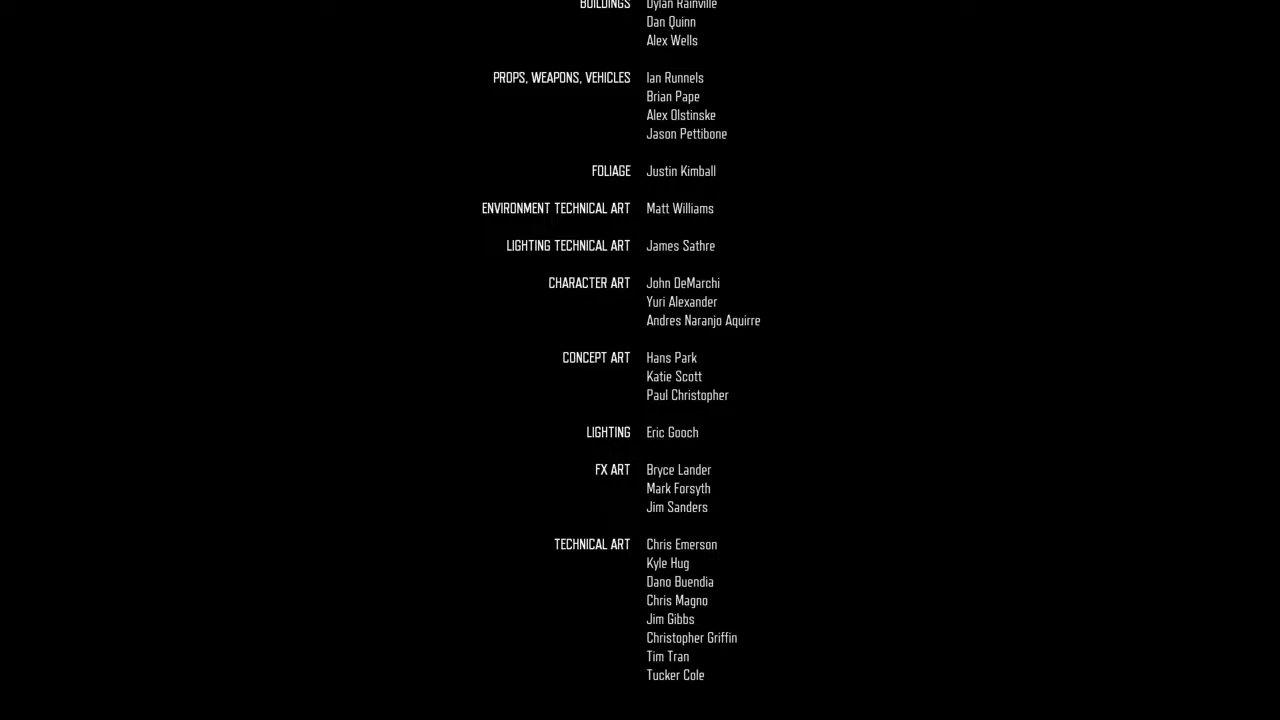 BUILDINGS Dylan Rainville
Dan Quinn
Alex Wells
PROPS, WEAPONS, VEHICLES Ian Runnels
Brian Pape
Alex Olstinske
Jason Pettibone
FOLIAGE Justin Kimball
ENVIRONMENT TECHNICAL ART Matt Williams
LIGHTING TECHNICAL ART James Sathre
CHARACTER ART John DeMarchi
Yuri Alexander
Andres Naranjo Aquirre
CONCEPT ART Hans Park
Katie Scott
Paul Christopher
LIGHTING Eric Gooch
FX ART Bryce Lander
Mark Forsyth
Jim Sanders
TECHNICAL ART Chris Emerson
Kyle Hug
Dano Buendia
Chris Magno
Jim Gibbs
Christopher Griffin
Tim Tran
Tucker Cole